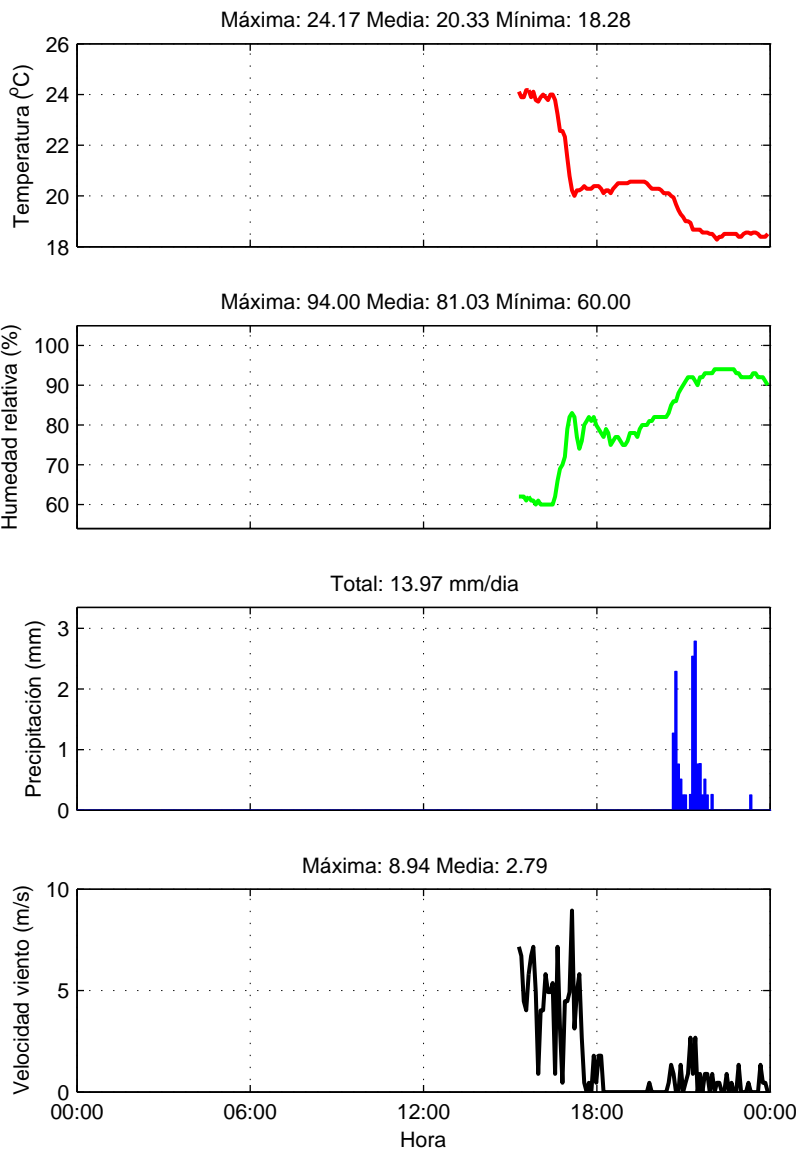 Máxima: 24.17 Media: 20.33 Mínima: 18.28
Temperatura (ºC)
26
24
22
20
18
Máxima: 94.00 Media: 81.03 Mínima: 60.00
Humedad relativa (%)
100
90
80
70
60
Total: 13.97 mm/dia
Precipitación (mm)
3
2
1
0
Máxima: 8.94 Media: 2.79
Velocidad viento (m/s)
10
5
0
00:00 06:00 12:00 18:00 00:00
Hora